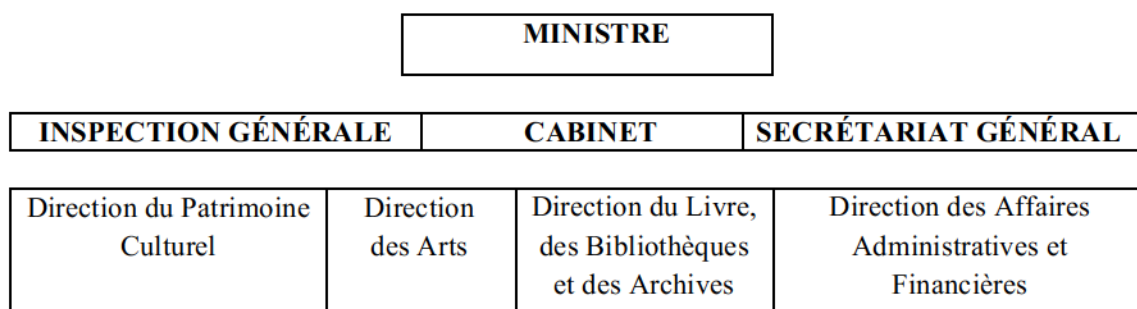 MINISTRE
INSPECTION GÉNÉRALE
CABINET
SECRÉTARIAT GÉNÉRAL
Direction du Patrimoine
Culturel
Direction
des Arts
Direction du Livre,
des Bibliothèques
et des Archives
Direction des Affaires
Administratives et
Financières